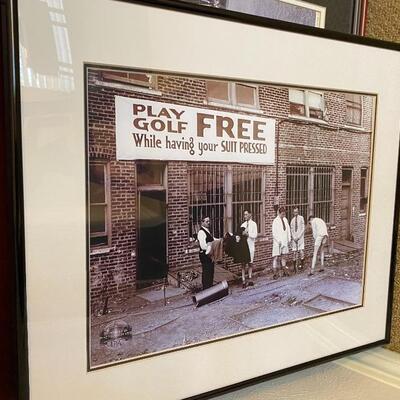 PLAY
GOLF FREE
While having your SUIT PRESSED